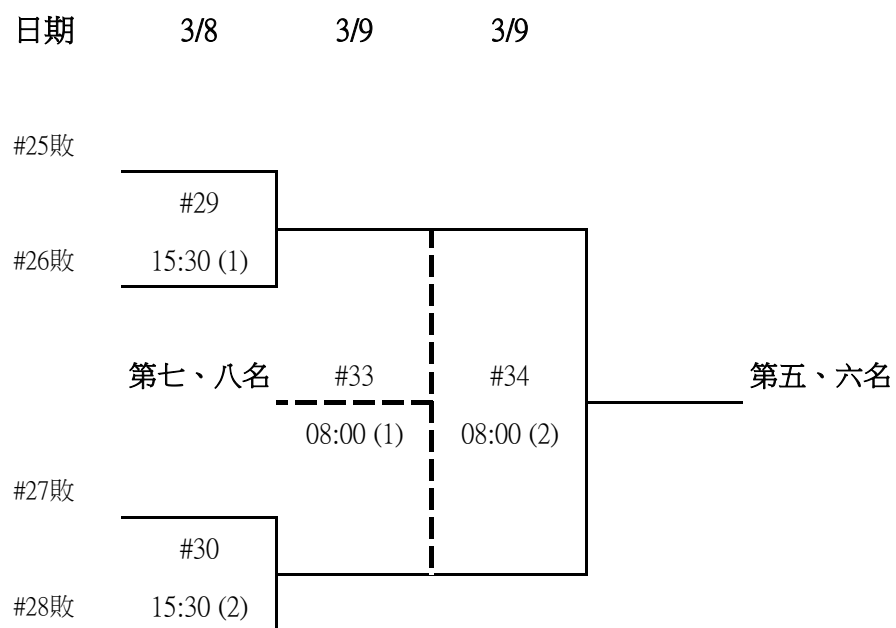 日期 3/8 3/9 3/9
#25敗
#29
#26敗 15:30 (1)
第七、八名 #33 #34 第五、六名
08:00 (1) 08:00 (2)
#27敗
#30
#28敗 15:30 (2)